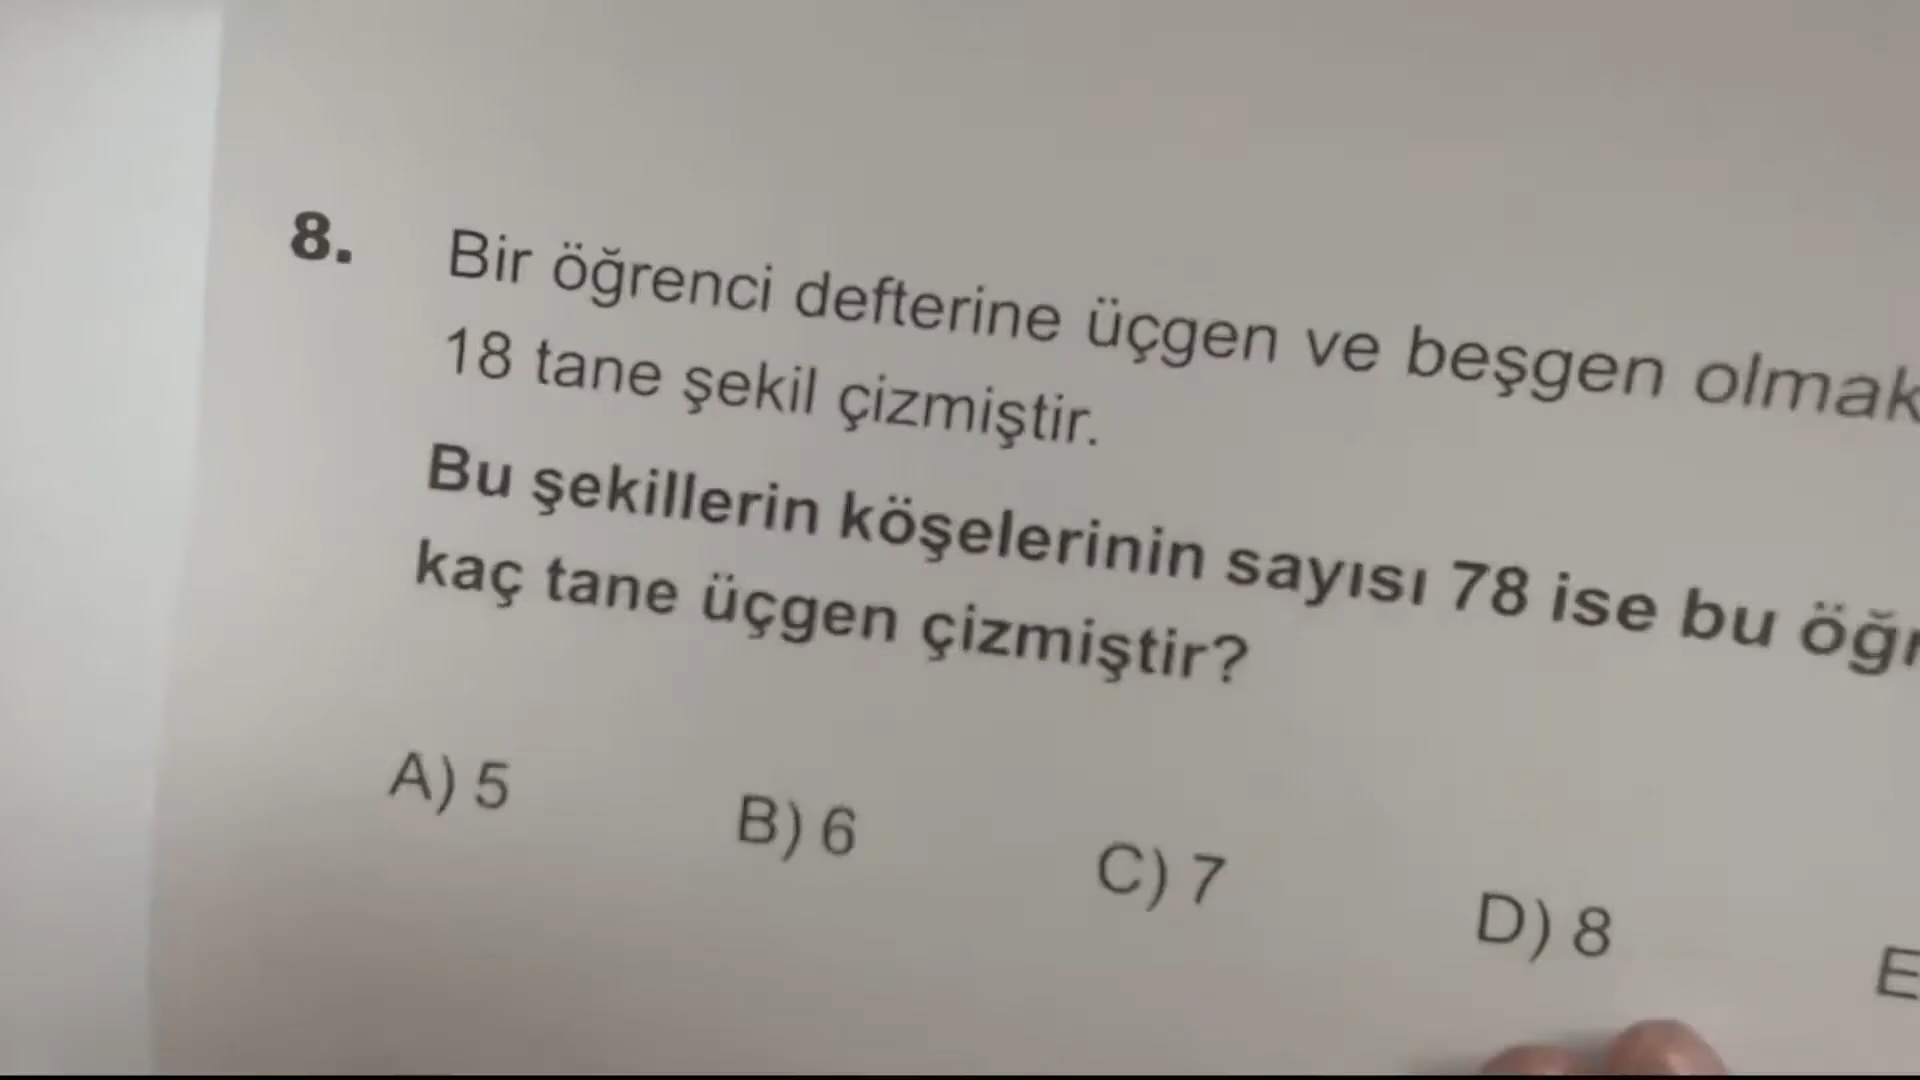 8. Bir öğrenci defterine üçgen ve beşgen olmak
18 tane şekil çizmiştir.
Bu şekillerin köşelerinin sayısı 78 ise bu öğr
kaç tane üçgen çizmiştir?
A) 5 B) 6 C) 7 D) 8 E